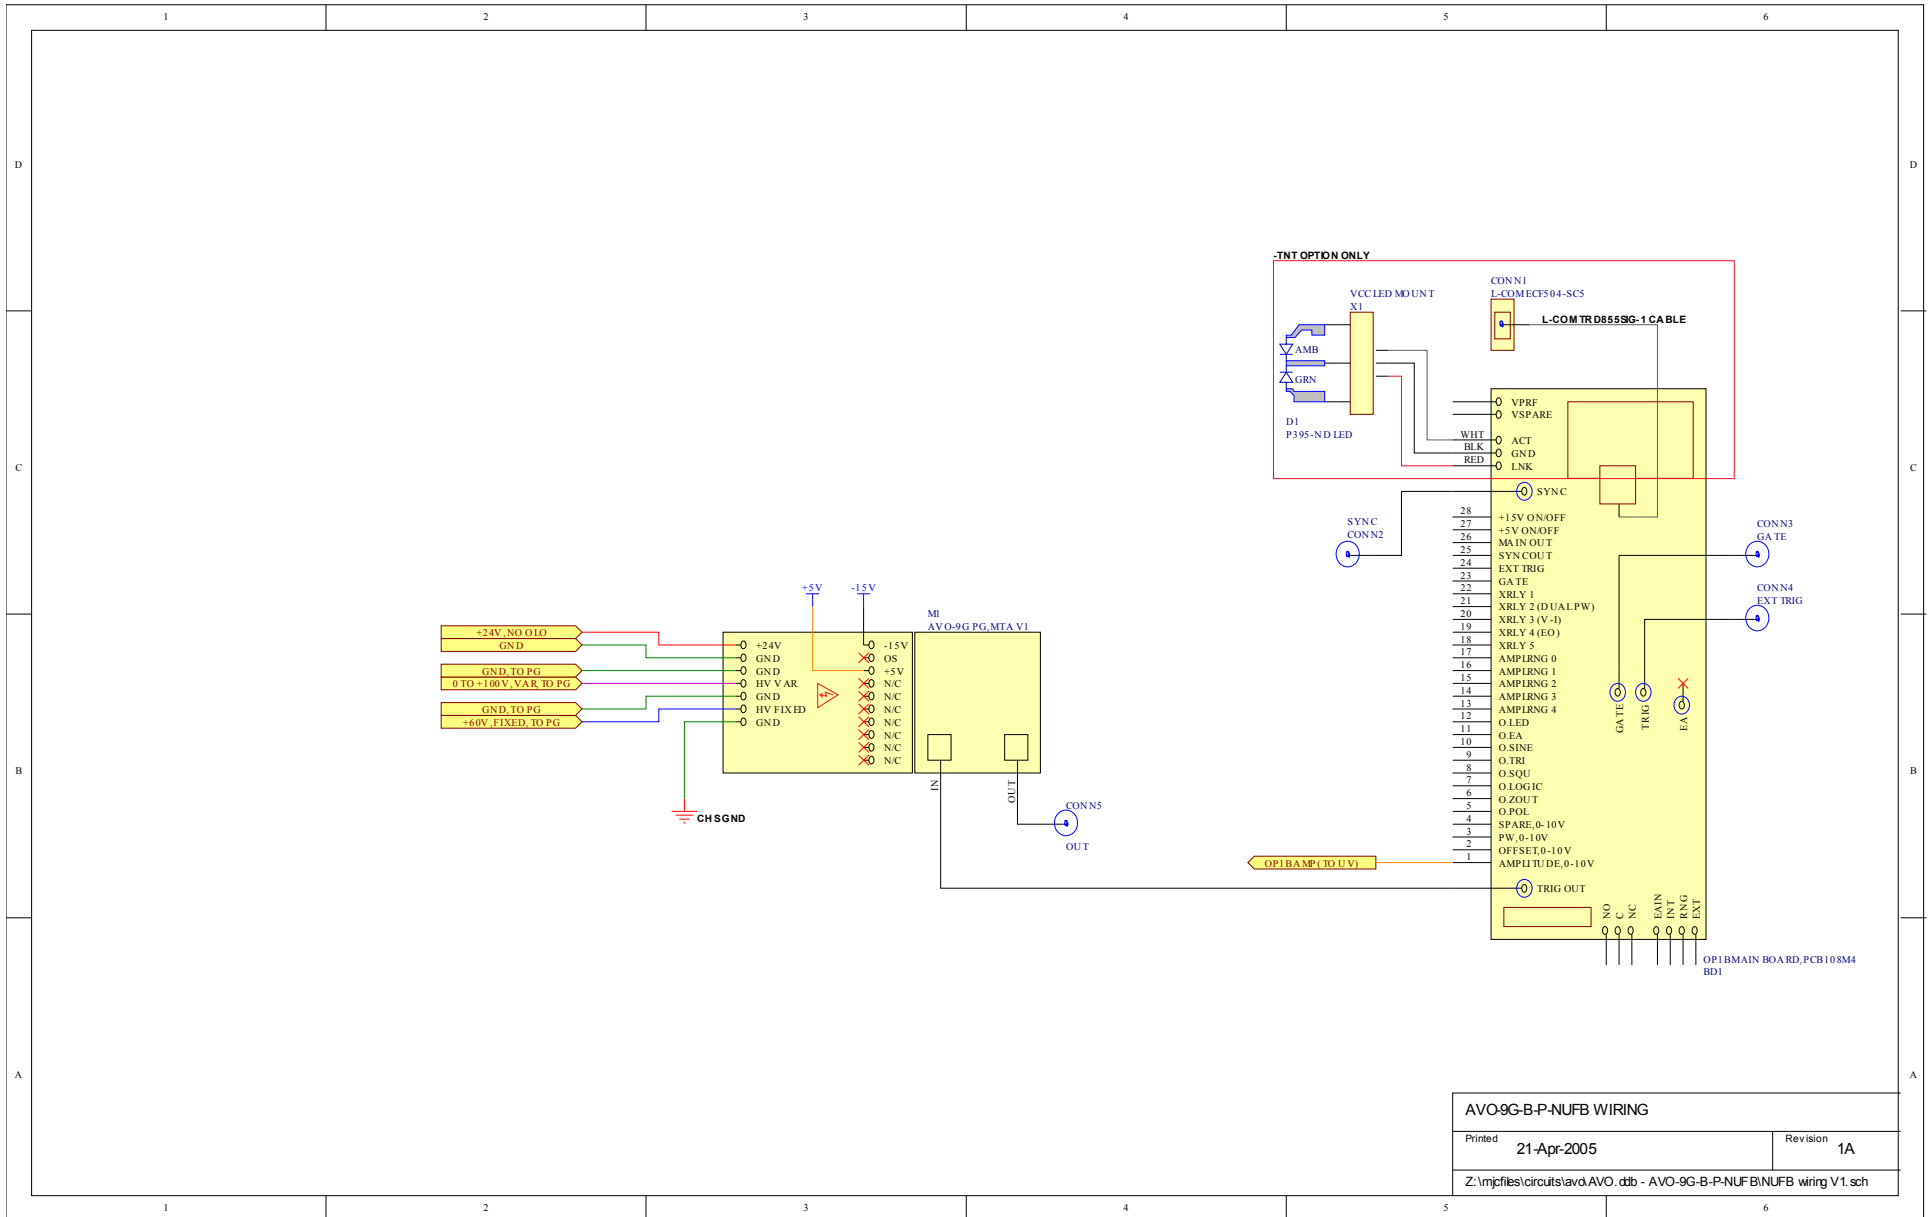 1 2 3 4 5 6
D D
-TNT OPTION ONLY
CONN1
L-COM ECF504-SC5
VCC LED MOUNT
X1
L-COM TRD855SIG-1 CABLE
AMB
GRN
D1
P395-ND LED
VPRF
VSPARE
WHT ACT
BLK GND
RED LNK
C C
SYNC
SYNC
CONN2
CONN3
GATE
CONN4
EXT TRIG
28 +15V ON/OFF
27 +5V ON/OFF
26 MAIN OUT
25 SYNC OUT
24 EXT TRIG
23 GATE
22 XRLY 1
21 XRLY 2 (DUAL PW)
20 XRLY 3 (V-I)
19 XRLY 4 (EO)
18 XRLY 5
17 AMPLRNG 0
16 AMPLRNG 1
15 AMPLRNG 2
14 AMPLRNG 3
13 AMPLRNG 4
12 O.LED
11 O.EA
10 O.SINE
9 O.TRI
8 O.SQU
7 O.LOGIC
6 O.ZOUT
5 O.POL
4 SPARE, 0-10V
3 PW, 0-10V
2 OFFSET, 0-10V
1 AMPLITUDE, 0-10V
GATE
TRIG
EA
TRIG OUT
NO
C
NC
EAIN
INT
RNG
EXT
OP1B MAIN BOARD, PCB108M4
BD1
OP1B AMP (TO UV)
+5V -15V
M1
AVO-9G PG, MTA V1
+24V, NO OLO
GND
GND, TO PG
0 TO +100V, VAR, TO PG
GND, TO PG
+60V, FIXED, TO PG
+24V
GND
GND
HV VAR
GND
HV FIXED
GND
-15V
OS
+5V
N/C
N/C
N/C
N/C
N/C
N/C
N/C
IN
OUT
CONN5
OUT
CHSGND
B B
A A
AVO-9G-B-P-NUFB WIRING
Printed 21-Apr-2005 Revision 1A
Z:\mjcfiles\circuits\avo\AVO.ddb - AVO-9G-B-P-NUFB\NUFB wiring V1.sch
1 2 3 4 5 6